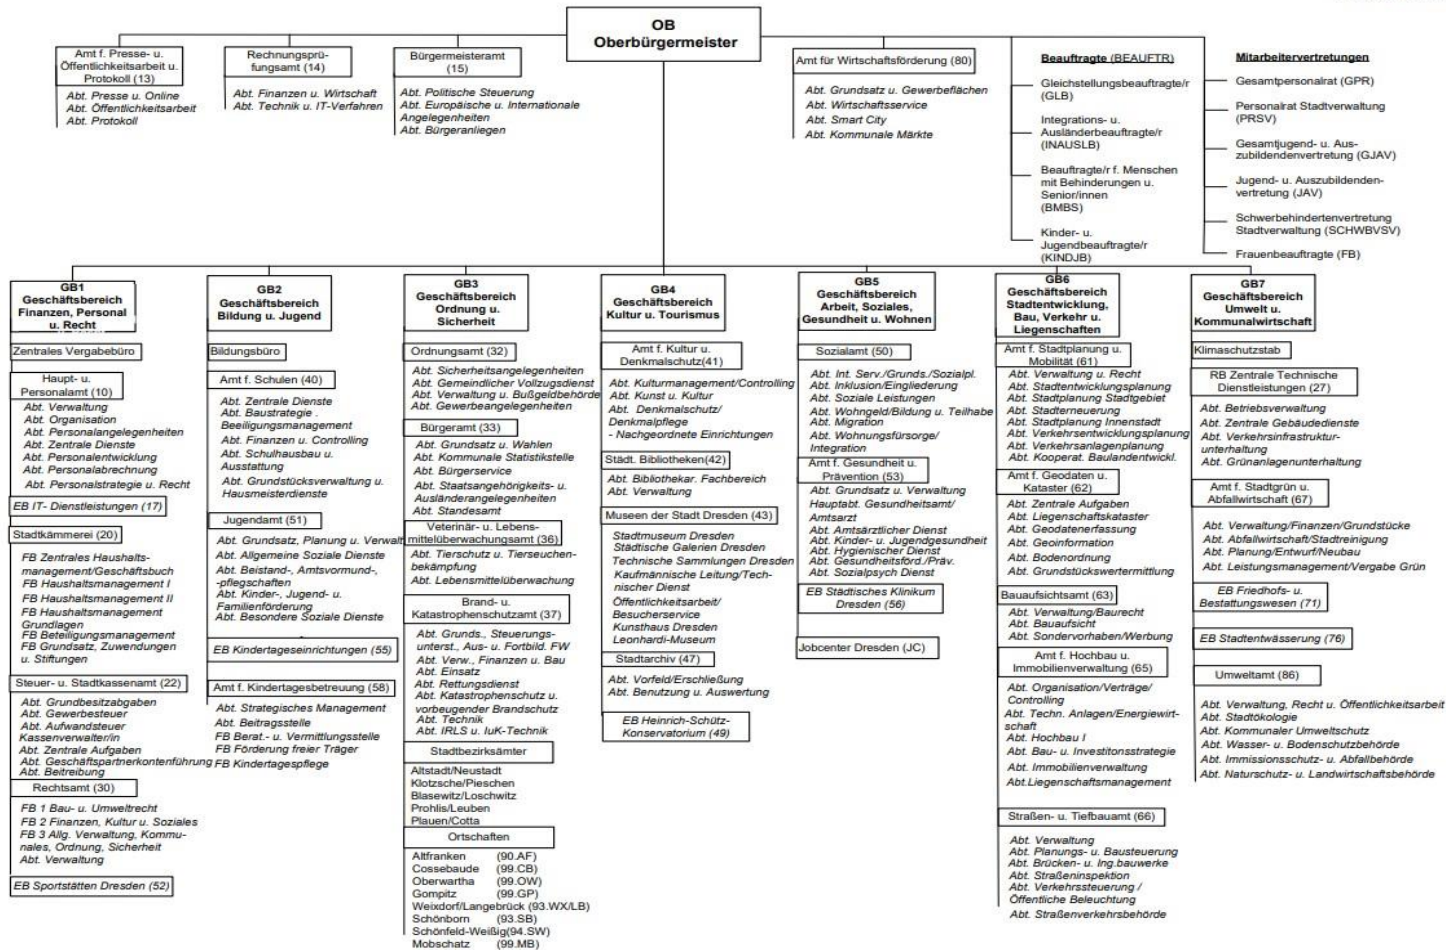 OB
Oberbürgermeister
Amt f. Presse- u.
Öffentlichkeitsarbeit u.
Protokoll (13)
Abt. Presse u. Online
Abt. Öffentlichkeitsarbeit
Abt. Protokoll
Rechnungsprü-
fungsamt (14)
Abt. Finanzen u. Wirtschaft
Abt. Technik u. IT-Verfahren
Bürgermeisteramt
(15)
Abt. Politische Steuerung
Abt. Europäische u. Internationale
Angelegenheiten
Abt. Bürgeranliegen
Amt für Wirtschaftsförderung (80)
Abt. Grundsatz u. Gewerbeflächen
Abt. Wirtschaftsservice
Abt. Smart City
Abt. Kommunale Märkte
Beauftragte (BEAUFTR)
Gleichstellungsbeauftragte/r
(GLB)
Integrations- u.
Ausländerbeauftragte/r
(INAUSLB)
Beauftragte/r f. Menschen
mit Behinderungen u.
Senior/innen
(BMBS)
Kinder- u.
Jugendbeauftragte/r
(KINDJB)
Mitarbeitervertretungen
Gesamtpersonalrat (GPR)
Personalrat Stadtverwaltung
(PRSV)
Gesamtjugend- u. Aus-
zubildendenvertretung (GJAV)
Jugend- u. Auszubildenden-
vertretung (JAV)
Schwerbehindertenvertretung
Stadtverwaltung (SCHWBVSV)
Frauenbeauftragte (FB)
GB1
Geschäftsbereich
Finanzen, Personal
u. Recht
Zentrales Vergabebüro
Haupt- u.
Personalamt (10)
Abt. Verwaltung
Abt. Organisation
Abt. Personalangelegenheiten
Abt. Zentrale Dienste
Abt. Personalentwicklung
Abt. Personalabrechnung
Abt. Personalstrategie u. Recht
EB IT- Dienstleistungen (17)
Stadtkämmerei (20)
FB Zentrales Haushalts-
management/Geschäftsbuch
FB Haushaltsmanagement I
FB Haushaltsmanagement II
FB Haushaltsmanagement
Grundlagen
FB Beteiligungsmanagement
FB Grundsatz, Zuwendungen
u. Stiftungen
Steuer- u. Stadtkassenamt (22)
Abt. Grundbesitzabgaben
Abt. Gewerbesteuer
Abt. Aufwandsteuer
Kassenverwalter/in
Abt. Zentrale Aufgaben
Abt. Geschäftspartnerkontenführung
Abt. Beitreibung
Rechtsamt (30)
FB 1 Bau- u. Umweltrecht
FB 2 Finanzen, Kultur u. Soziales
FB 3 Allg. Verwaltung, Kommu-
nales, Ordnung, Sicherheit
Abt. Verwaltung
EB Sportstätten Dresden (52)
GB2
Geschäftsbereich
Bildung u. Jugend
Bildungsbüro
Amt f. Schulen (40)
Abt. Zentrale Dienste
Abt. Baustrategie .
Beeiligungsmanagement
Abt. Finanzen u. Controlling
Abt. Schulhausbau u.
Ausstattung
Abt. Grundstücksverwaltung u.
Hausmeisterdienste
Jugendamt (51)
Abt. Grundsatz, Planung u. Verwalt.
Abt. Allgemeine Soziale Dienste
Abt. Beistand-, Amtsvormund-,
-pflegschaften
Abt. Kinder-, Jugend- u.
Familienförderung
Abt. Besondere Soziale Dienste
EB Kindertageseinrichtungen (55)
Amt f. Kindertagesbetreuung (58)
Abt. Strategisches Management
Abt. Beitragsstelle
FB Berat.- u. Vermittlungsstelle
FB Förderung freier Träger
FB Kindertagespflege
GB3
Geschäftsbereich
Ordnung u.
Sicherheit
Ordnungsamt (32)
Abt. Sicherheitsangelegenheiten
Abt. Gemeindlicher Vollzugsdienst
Abt. Verwaltung u. Bußgeldbehörde
Abt. Gewerbeangelegenheiten
Bürgeramt (33)
Abt. Grundsatz u. Wahlen
Abt. Kommunale Statistikstelle
Abt. Bürgerservice
Abt. Staatsangehörigkeits- u.
Ausländerangelegenheiten
Abt. Standesamt
Veterinär- u. Lebens-
mittelüberwachungsamt (36)
Abt. Tierschutz u. Tierseuchen-
bekämpfung
Abt. Lebensmittelüberwachung
Brand- u.
Katastrophenschutzamt (37)
Abt. Grunds., Steuerungs-
unterst., Aus- u. Fortbild. FW
Abt. Verw., Finanzen u. Bau
Abt. Einsatz
Abt. Rettungsdienst
Abt. Katastrophenschutz u.
vorbeugender Brandschutz
Abt. Technik
Abt. IRLS u. IuK-Technik
Stadtbezirksämter
Altstadt/Neustadt
Klotzsche/Pieschen
Blasewitz/Loschwitz
Prohlis/Leuben
Plauen/Cotta
Ortschaften
Altfranken (90.AF)
Cossebaude (99.CB)
Oberwartha (99.OW)
Gompitz (99.GP)
Weixdorf/Langebrück (93.WX/LB)
Schönborn (93.SB)
Schönfeld-Weißig(94.SW)
Mobschatz (99.MB)
GB4
Geschäftsbereich
Kultur u. Tourismus
Amt f. Kultur u.
Denkmalschutz(41)
Abt. Kulturmanagement/Controlling
Abt. Kunst u. Kultur
Abt. Denkmalschutz/
Denkmalpflege
- Nachgeordnete Einrichtungen
Städt. Bibliotheken(42)
Abt. Bibliothekar. Fachbereich
Abt. Verwaltung
Museen der Stadt Dresden (43)
Stadtmuseum Dresden
Städtische Galerien Dresden
Technische Sammlungen Dresden
Kaufmännische Leitung/Tech-
nischer Dienst
Öffentlichkeitsarbeit/
Besucherservice
Kunsthaus Dresden
Leonhardi-Museum
Stadtarchiv (47)
Abt. Vorfeld/Erschließung
Abt. Benutzung u. Auswertung
EB Heinrich-Schütz-
Konservatorium (49)
GB5
Geschäftsbereich
Arbeit, Soziales,
Gesundheit u. Wohnen
Sozialamt (50)
Abt. Int. Serv./Grunds./Sozialpl.
Abt. Inklusion/Eingliederung
Abt. Soziale Leistungen
Abt. Wohngeld/Bildung u. Teilhabe
Abt. Migration
Abt. Wohnungsfürsorge/
Integration
Amt f. Gesundheit u.
Prävention (53)
Abt. Grundsatz u. Verwaltung
Hauptabt. Gesundheitsamt/
Amtsarzt
Abt. Amtsärztlicher Dienst
Abt. Kinder- u. Jugendgesundheit
Abt. Hygienischer Dienst
Abt. Gesundheitsförd./Präv.
Abt. Sozialpsych Dienst
EB Städtisches Klinikum
Dresden (56)
Jobcenter Dresden (JC)
GB6
Geschäftsbereich
Stadtentwicklung,
Bau, Verkehr u.
Liegenschaften
Amt f. Stadtplanung u.
Mobilität (61)
Abt. Verwaltung u. Recht
Abt. Stadtentwicklungsplanung
Abt. Stadtplanung Stadtgebiet
Abt. Stadterneuerung
Abt. Stadtplanung Innenstadt
Abt. Verkehrsentwicklungsplanung
Abt. Verkehrsanlagenplanung
Abt. Kooperat. Baulandentwickl.
Amt f. Geodaten u.
Kataster (62)
Abt. Zentrale Aufgaben
Abt. Liegenschaftskataster
Abt. Geodatenerfassung
Abt. Geoinformation
Abt. Bodenordnung
Abt. Grundstückswertermittlung
Bauaufsichtsamt (63)
Abt. Verwaltung/Baurecht
Abt. Bauaufsicht
Abt. Sondervorhaben/Werbung
Amt f. Hochbau u.
Immobilienverwaltung (65)
Abt. Organisation/Verträge/
Controlling
Abt. Techn. Anlagen/Energiewirt-
schaft
Abt. Hochbau I
Abt. Bau- u. Investitonsstrategie
Abt. Immobilienverwaltung
Abt.Liegenschaftsmanagement
Straßen- u. Tiefbauamt (66)
Abt. Verwaltung
Abt. Planungs- u. Bausteuerung
Abt. Brücken- u. Ing.bauwerke
Abt. Straßeninspektion
Abt. Verkehrssteuerung /
Öffentliche Beleuchtung
Abt. Straßenverkehrsbehörde
GB7
Geschäftsbereich
Umwelt u.
Kommunalwirtschaft
Klimaschutzstab
RB Zentrale Technische
Dienstleistungen (27)
Abt. Betriebsverwaltung
Abt. Zentrale Gebäudedienste
Abt. Verkehrsinfrastruktur-
unterhaltung
Abt. Grünanlagenunterhaltung
Amt f. Stadtgrün u.
Abfallwirtschaft (67)
Abt. Verwaltung/Finanzen/Grundstücke
Abt. Abfallwirtschaft/Stadtreinigung
Abt. Planung/Entwurf/Neubau
Abt. Leistungsmanagement/Vergabe Grün
EB Friedhofs- u.
Bestattungswesen (71)
EB Stadtentwässerung (76)
Umweltamt (86)
Abt. Verwaltung, Recht u. Öffentlichkeitsarbeit
Abt. Stadtökologie
Abt. Kommunaler Umweltschutz
Abt. Wasser- u. Bodenschutzbehörde
Abt. Immissionsschutz- u. Abfallbehörde
Abt. Naturschutz- u. Landwirtschaftsbehörde